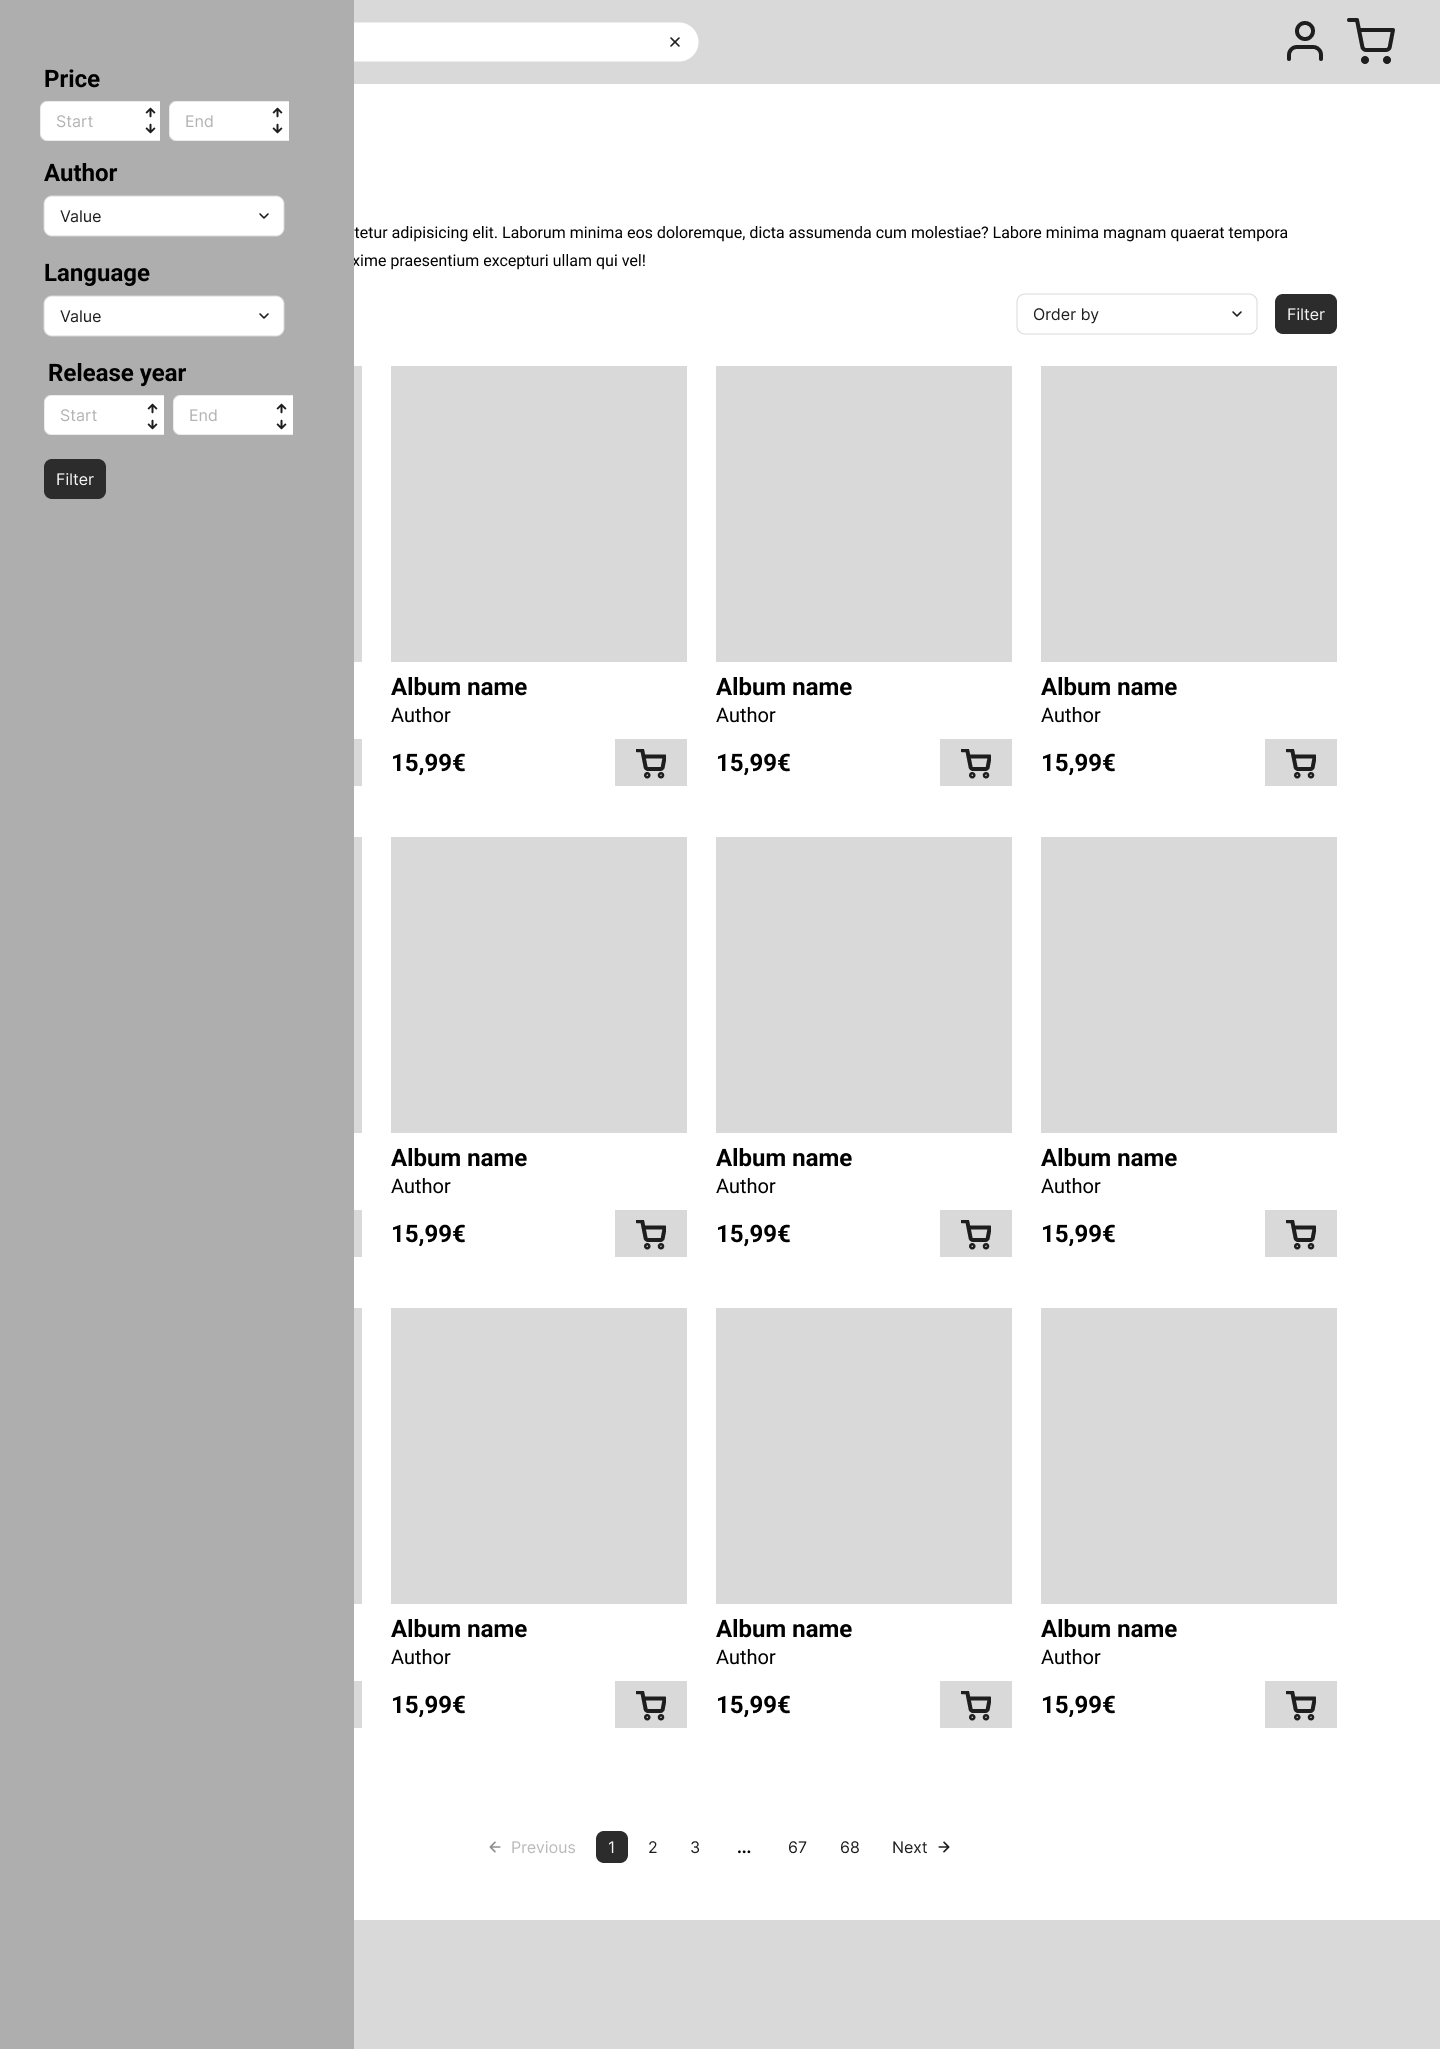 Price
Start End
Author
Value
Language
Value
Release year
Start End
Filter
adipisicing elit. Laborum minima eos doloremque, dicta assumenda cum molestiae? Labore minima magnam quaerat tempora
praesentium excepturi ullam qui vel!
Order by Filter
Album name Album name Album name
Author Author Author
15,99€ 15,99€ 15,99€
Album name Album name Album name
Author Author Author
15,99€ 15,99€ 15,99€
Album name Album name Album name
Author Author Author
15,99€ 15,99€ 15,99€
Previous 1 2 3 ... 67 68 Next